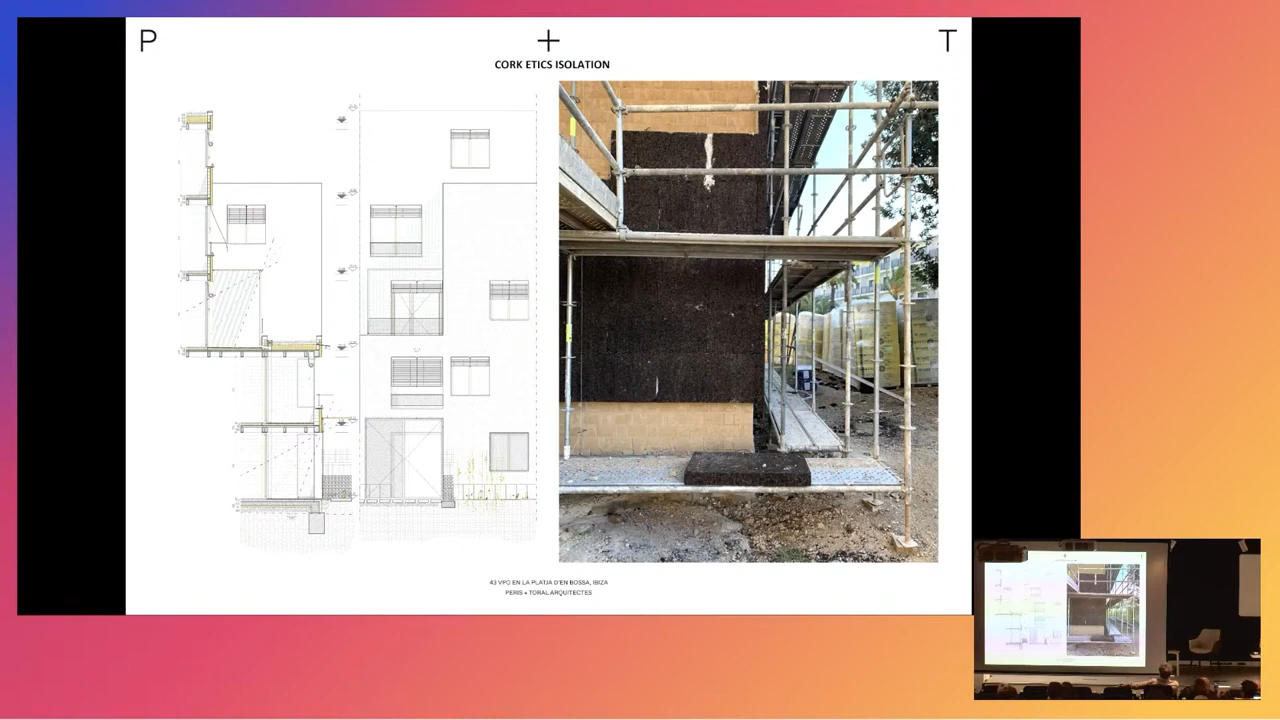 P + T
CORK ETICS ISOLATION
43 VPO EN LA PLATJA D'EN BOSSA, IBIZA
PERIS + TORAL ARQUITECTES